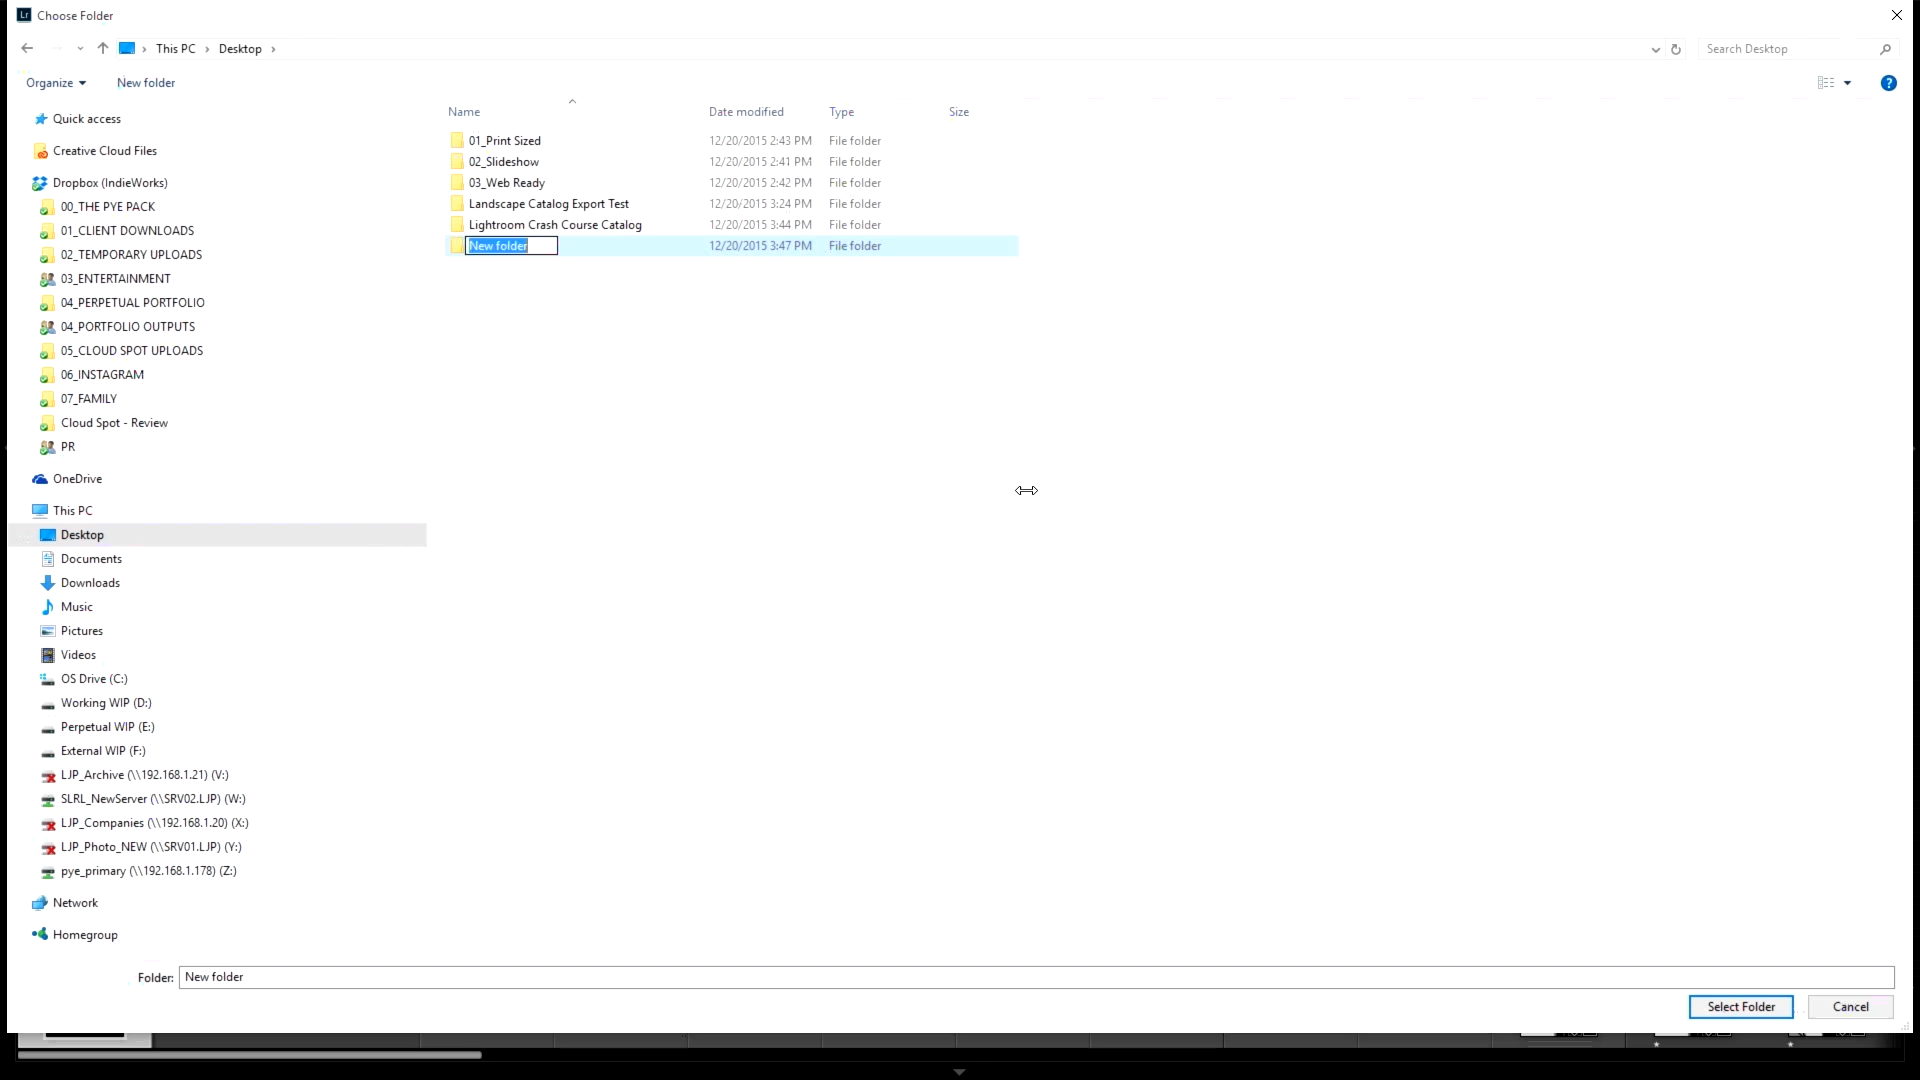 Lr Choose Folder
This PC Desktop
Search Desktop
Organize New folder
?
Name Date modified Type Size
01_Print Sized 12/20/2015 2:43 PM File folder
02_Slideshow 12/20/2015 2:41 PM File folder
03_Web Ready 12/20/2015 2:42 PM File folder
Landscape Catalog Export Test 12/20/2015 3:24 PM File folder
Lightroom Crash Course Catalog 12/20/2015 3:44 PM File folder
New folder 12/20/2015 3:47 PM File folder
Quick access
Creative Cloud Files
Dropbox (IndieWorks)
00_THE PYE PACK
01_CLIENT DOWNLOADS
02_TEMPORARY UPLOADS
03_ENTERTAINMENT
04_PERPETUAL PORTFOLIO
04_PORTFOLIO OUTPUTS
05_CLOUD SPOT UPLOADS
06_INSTAGRAM
07_FAMILY
Cloud Spot - Review
PR
OneDrive
This PC
Desktop
Documents
Downloads
Music
Pictures
Videos
OS Drive (C:)
Working WIP (D:)
Perpetual WIP (E:)
External WIP (F:)
LJP_Archive (\\192.168.1.21) (V:)
SLRL_NewServer (\\SRV02.LJP) (W:)
LJP_Companies (\\192.168.1.20) (X:)
LJP_Photo_NEW (\\SRV01.LJP) (Y:)
pye_primary (\\192.168.1.178) (Z:)
Network
Homegroup
Folder: New folder
Select Folder Cancel